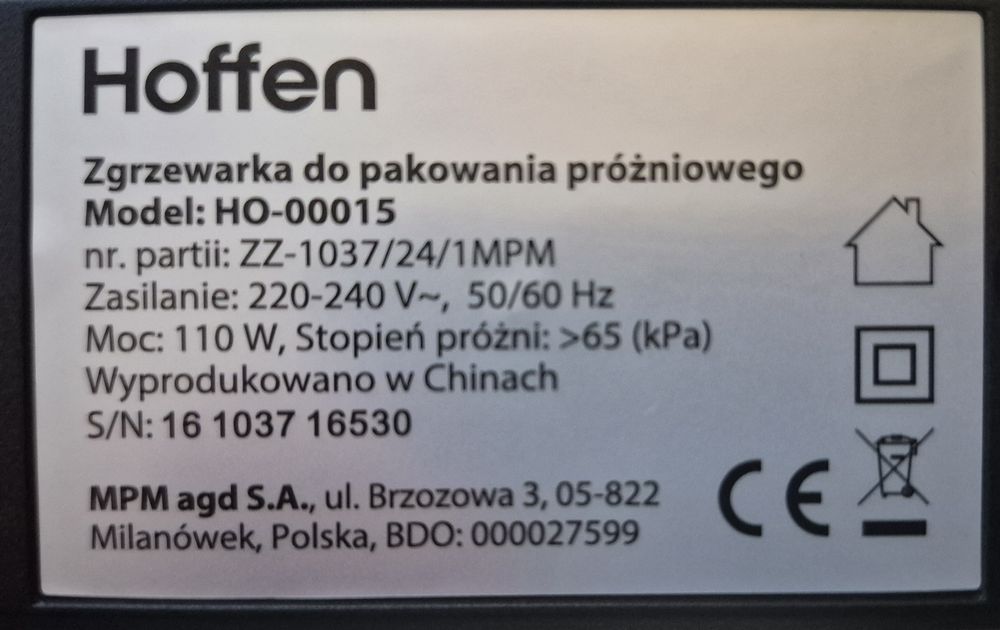 Hoffen
Zgrzewarka do pakowania próżniowego
Model: HO-00015
nr. partii: ZZ-1037/24/1MPM
Zasilanie: 220-240 V~, 50/60 Hz
Moc: 110 W, Stopień próżni: >65 (kPa)
Wyprodukowano w Chinach
S/N: 16 1037 16530
MPM agd S.A., ul. Brzozowa 3, 05-822
Milanówek, Polska, BDO: 000027599
CE